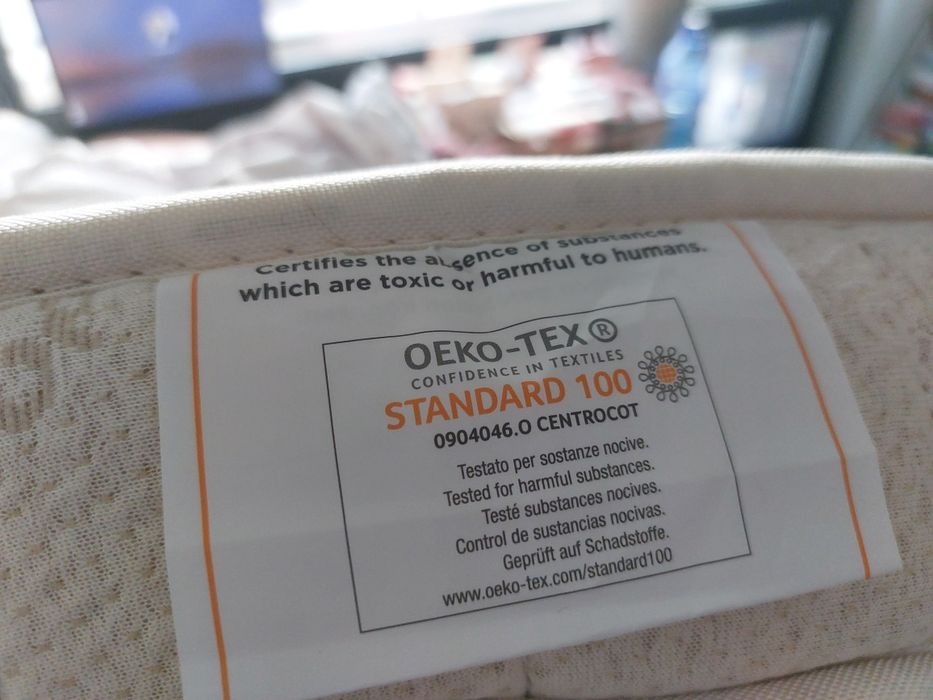 Certifies the absence of substances
which are toxic or harmful to humans.
OEKO-TEX®
CONFIDENCE IN TEXTILES
STANDARD 100
0904046.O CENTROCOT
Testato per sostanze nocive.
Tested for harmful substances.
Testé substances nocives.
Control de sustancias nocivas.
Geprüft auf Schadstoffe.
www.oeko-tex.com/standard100